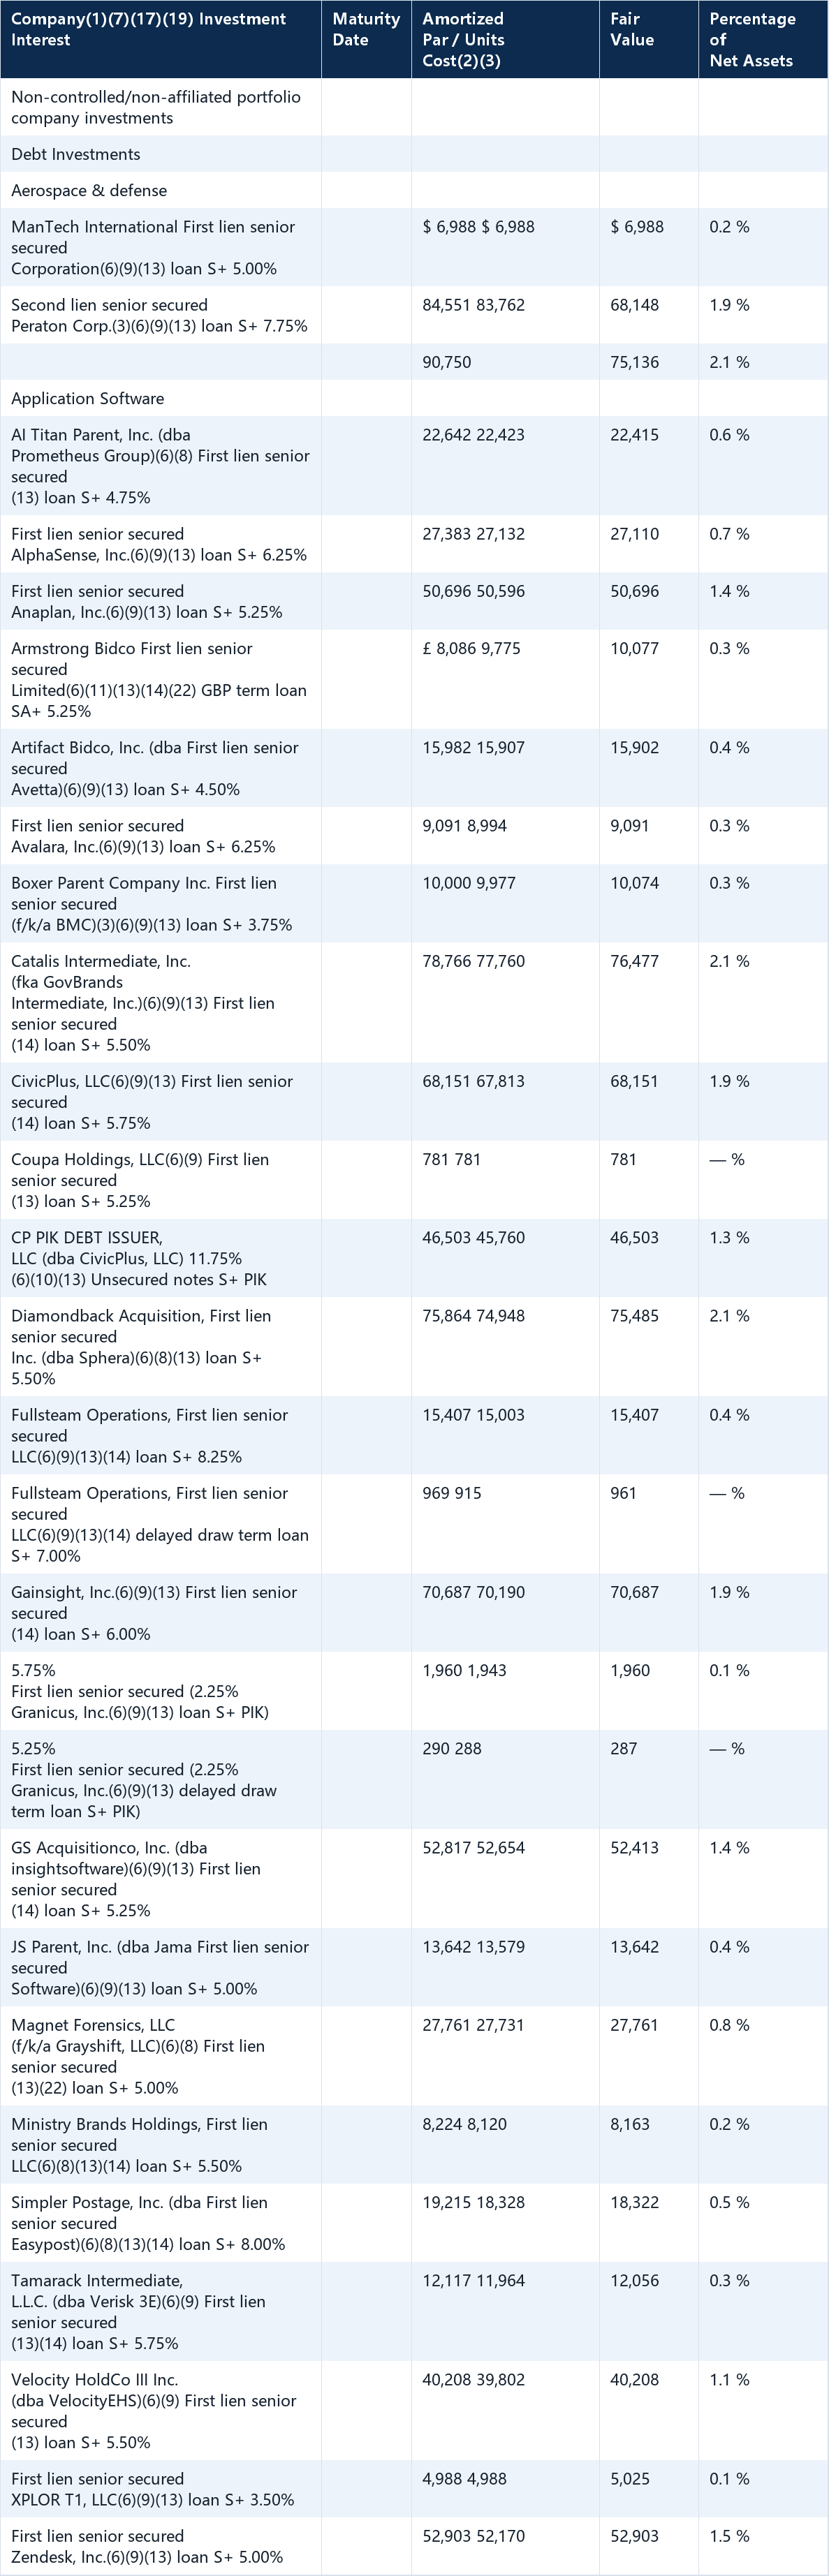 Company(1)(7)(17)(19) Investment Interest Maturity Date Amortized Par / Units Cost(2)(3) Fair Value Percentage of Net Assets
Non-controlled/non-affiliated portfolio
company investments
Debt Investments
Aerospace & defense
ManTech International First lien senior $ 6,988 $ 6,988 $ 6,988 0.2 %
secured
Corporation(6)(9)(13) loan S+ 5.00%
Second lien senior secured 84,551 83,762 68,148 1.9 %
Peraton Corp.(3)(6)(9)(13) loan S+ 7.75%
90,750 75,136 2.1 %
Application Software
AI Titan Parent, Inc. (dba 22,642 22,423 22,415 0.6 %
Prometheus Group)(6)(8) First lien senior
secured
(13) loan S+ 4.75%
First lien senior secured 27,383 27,132 27,110 0.7 %
AlphaSense, Inc.(6)(9)(13) loan S+ 6.25%
First lien senior secured 50,696 50,596 50,696 1.4 %
Anaplan, Inc.(6)(9)(13) loan S+ 5.25%
Armstrong Bidco First lien senior £ 8,086 9,775 10,077 0.3 %
secured
Limited(6)(11)(13)(14)(22) GBP term loan
SA+ 5.25%
Artifact Bidco, Inc. (dba First lien senior 15,982 15,907 15,902 0.4 %
secured
Avetta)(6)(9)(13) loan S+ 4.50%
First lien senior secured 9,091 8,994 9,091 0.3 %
Avalara, Inc.(6)(9)(13) loan S+ 6.25%
Boxer Parent Company Inc. First lien 10,000 9,977 10,074 0.3 %
senior secured
(f/k/a BMC)(3)(6)(9)(13) loan S+ 3.75%
Catalis Intermediate, Inc. 78,766 77,760 76,477 2.1 %
(fka GovBrands
Intermediate, Inc.)(6)(9)(13) First lien
senior secured
(14) loan S+ 5.50%
CivicPlus, LLC(6)(9)(13) First lien senior 68,151 67,813 68,151 1.9 %
secured
(14) loan S+ 5.75%
Coupa Holdings, LLC(6)(9) First lien 781 781 781 — %
senior secured
(13) loan S+ 5.25%
CP PIK DEBT ISSUER, 46,503 45,760 46,503 1.3 %
LLC (dba CivicPlus, LLC) 11.75%
(6)(10)(13) Unsecured notes S+ PIK
Diamondback Acquisition, First lien 75,864 74,948 75,485 2.1 %
senior secured
Inc. (dba Sphera)(6)(8)(13) loan S+
5.50%
Fullsteam Operations, First lien senior 15,407 15,003 15,407 0.4 %
secured
LLC(6)(9)(13)(14) loan S+ 8.25%
Fullsteam Operations, First lien senior 969 915 961 — %
secured
LLC(6)(9)(13)(14) delayed draw term loan
S+ 7.00%
Gainsight, Inc.(6)(9)(13) First lien senior 70,687 70,190 70,687 1.9 %
secured
(14) loan S+ 6.00%
5.75% 1,960 1,943 1,960 0.1 %
First lien senior secured (2.25%
Granicus, Inc.(6)(9)(13) loan S+ PIK)
5.25% 290 288 287 — %
First lien senior secured (2.25%
Granicus, Inc.(6)(9)(13) delayed draw
term loan S+ PIK)
GS Acquisitionco, Inc. (dba 52,817 52,654 52,413 1.4 %
insightsoftware)(6)(9)(13) First lien
senior secured
(14) loan S+ 5.25%
JS Parent, Inc. (dba Jama First lien senior 13,642 13,579 13,642 0.4 %
secured
Software)(6)(9)(13) loan S+ 5.00%
Magnet Forensics, LLC 27,761 27,731 27,761 0.8 %
(f/k/a Grayshift, LLC)(6)(8) First lien
senior secured
(13)(22) loan S+ 5.00%
Ministry Brands Holdings, First lien 8,224 8,120 8,163 0.2 %
senior secured
LLC(6)(8)(13)(14) loan S+ 5.50%
Simpler Postage, Inc. (dba First lien 19,215 18,328 18,322 0.5 %
senior secured
Easypost)(6)(8)(13)(14) loan S+ 8.00%
Tamarack Intermediate, 12,117 11,964 12,056 0.3 %
L.L.C. (dba Verisk 3E)(6)(9) First lien
senior secured
(13)(14) loan S+ 5.75%
Velocity HoldCo III Inc. 40,208 39,802 40,208 1.1 %
(dba VelocityEHS)(6)(9) First lien senior
secured
(13) loan S+ 5.50%
First lien senior secured 4,988 4,988 5,025 0.1 %
XPLOR T1, LLC(6)(9)(13) loan S+ 3.50%
First lien senior secured 52,903 52,170 52,903 1.5 %
Zendesk, Inc.(6)(9)(13) loan S+ 5.00%